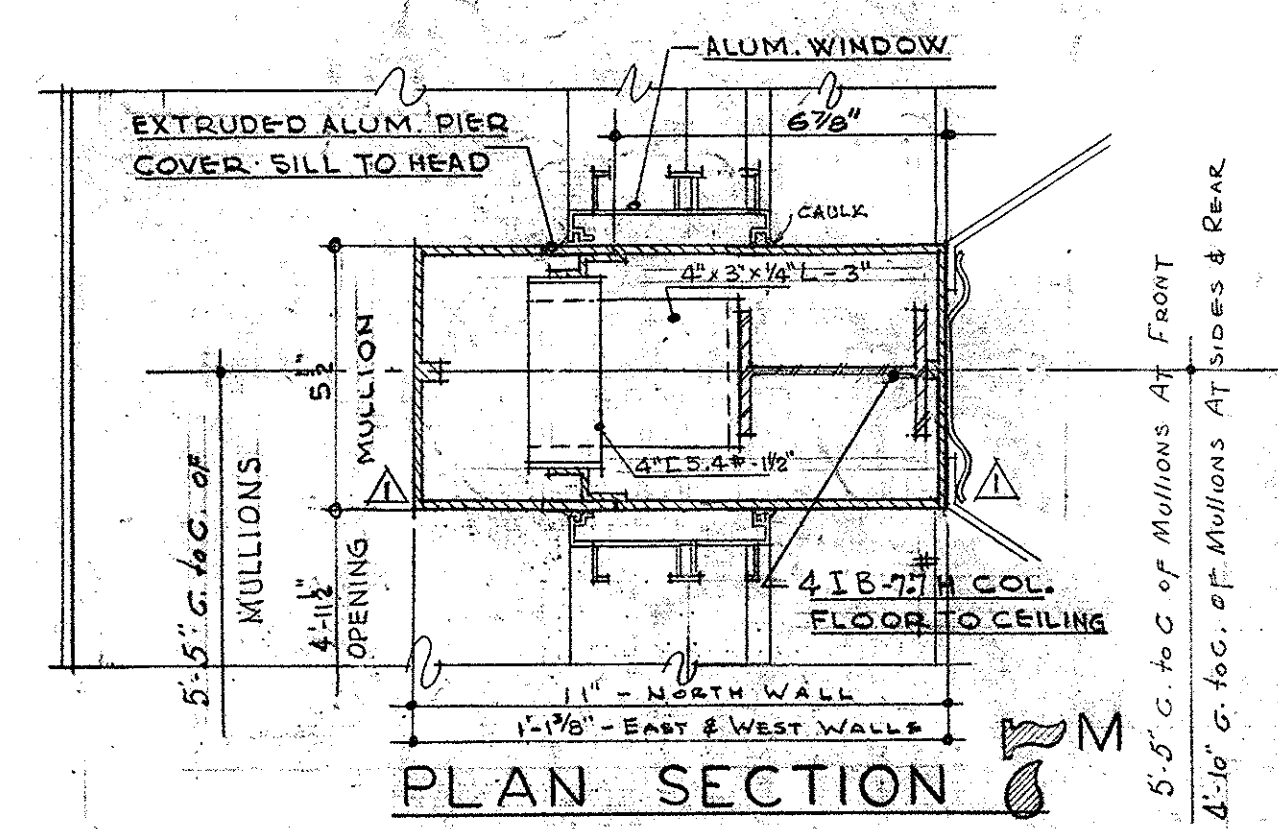 ALUM. WINDOW
EXTRUDED ALUM. PIER
COVER · SILL TO HEAD
6 7/8"
CAULK
4" x 3" x 1/4" L - 3"
5 1/2"
MULLION
1
4" [ 5.4# - 1 1/2"
1
5'-5" C. to C. OF
MULLIONS
4'-11 1/2"
OPENING
4 I B-7.7# H COL.
FLOOR TO CEILING
11" - NORTH WALL
1'-1 3/8" - EAST & WEST WALLS
M
PLAN SECTION
5'-5" C. to C OF MULLIONS AT FRONT
4'-10" C. to C. OF MULLIONS AT SIDES & REAR